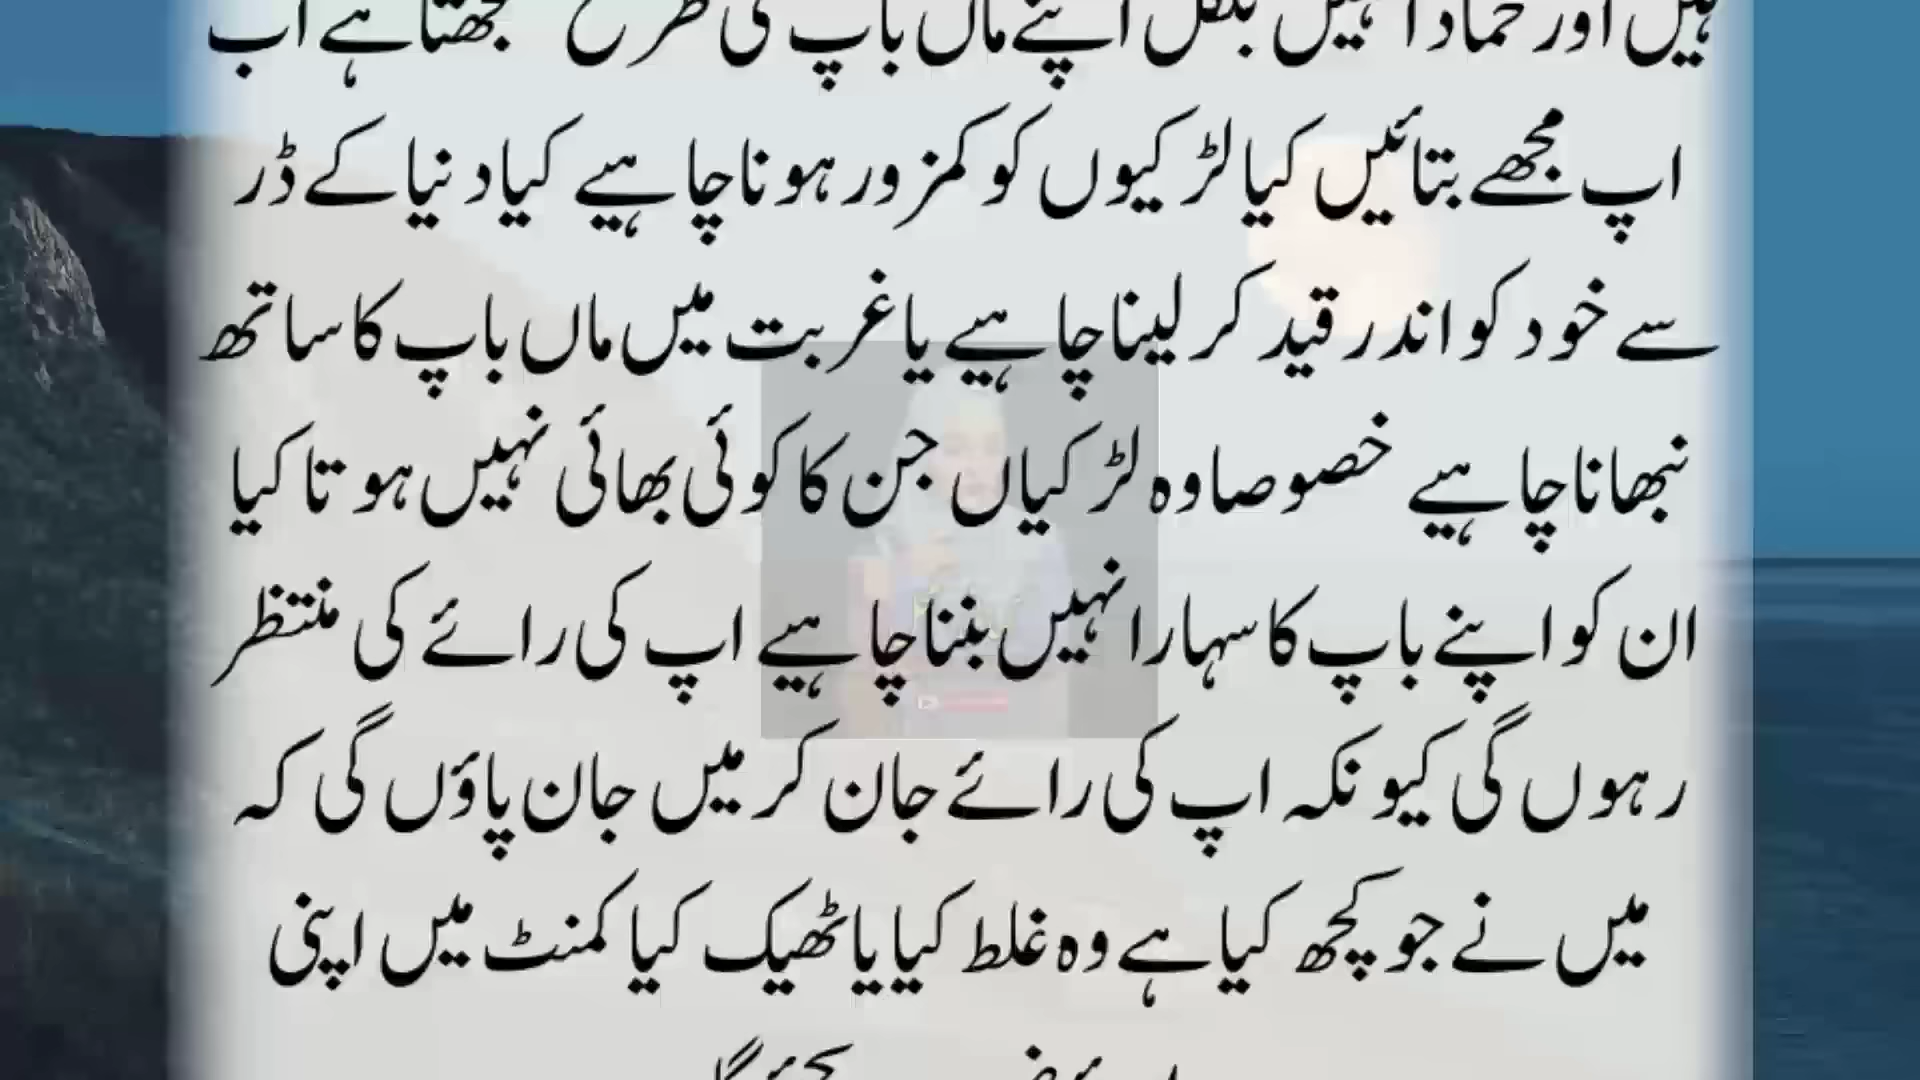 ہیں اور حماد انہیں بلکل اپنے ماں باپ کی طرح سمجھتا ہے اب
اپ مجھے بتائیں کیا لڑکیوں کو کمزور ہونا چاہیے کیا دنیا کے ڈر
سے خود کو اندر قید کر لینا چاہیے یا غربت میں ماں باپ کا ساتھ
نبھانا چاہیے خصوصا وہ لڑکیاں جن کا کوئی بھائی نہیں ہوتا کیا
ان کو اپنے باپ کا سہارا نہیں بننا چاہیے اپ کی رائے کی منتظر
رہوں گی کیونکہ اپ کی رائے جان کر میں جان پاؤں گی کہ
میں نے جو کچھ کیا ہے وہ غلط کیا یا ٹھیک کیا کمنٹ میں اپنی